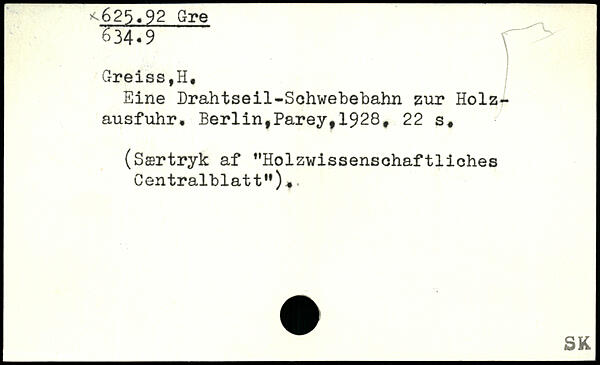 ×625.92 Gre
634.9
Greiss,H.
Eine Drahtseil-Schwebebahn zur Holz-
ausfuhr. Berlin,Parey,1928. 22 s.
(Særtryk af "Holzwissenschaftliches
Centralblatt").
SK